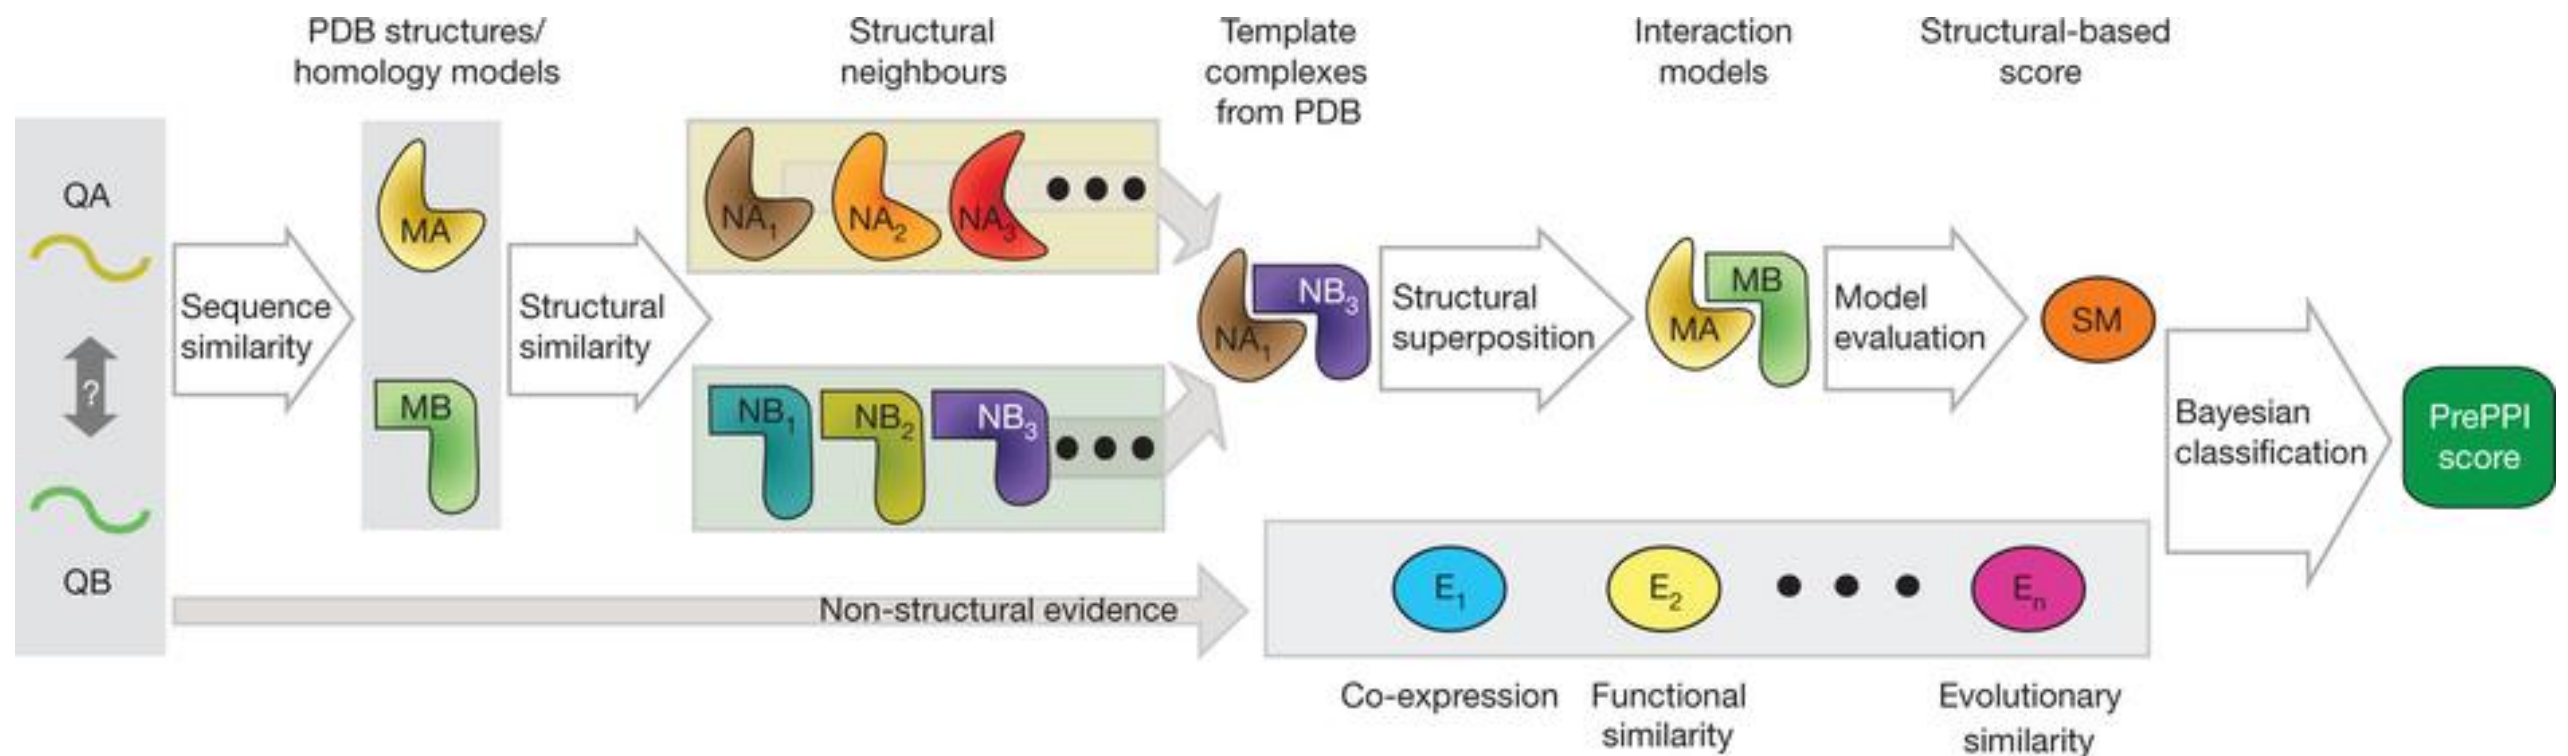 PDB structures/
homology models
Structural
neighbours
Template
complexes
from PDB
Interaction
models
Structural-based
score
QA
?
QB
Sequence
similarity
MA
MB
Structural
similarity
NA1
NA2
NA3
NB1
NB2
NB3
NA1
NB3
Structural
superposition
MA
MB
Model
evaluation
SM
Bayesian
classification
PrePPI
score
Non-structural evidence
E1
E2
En
Co-expression
Functional
similarity
Evolutionary
similarity